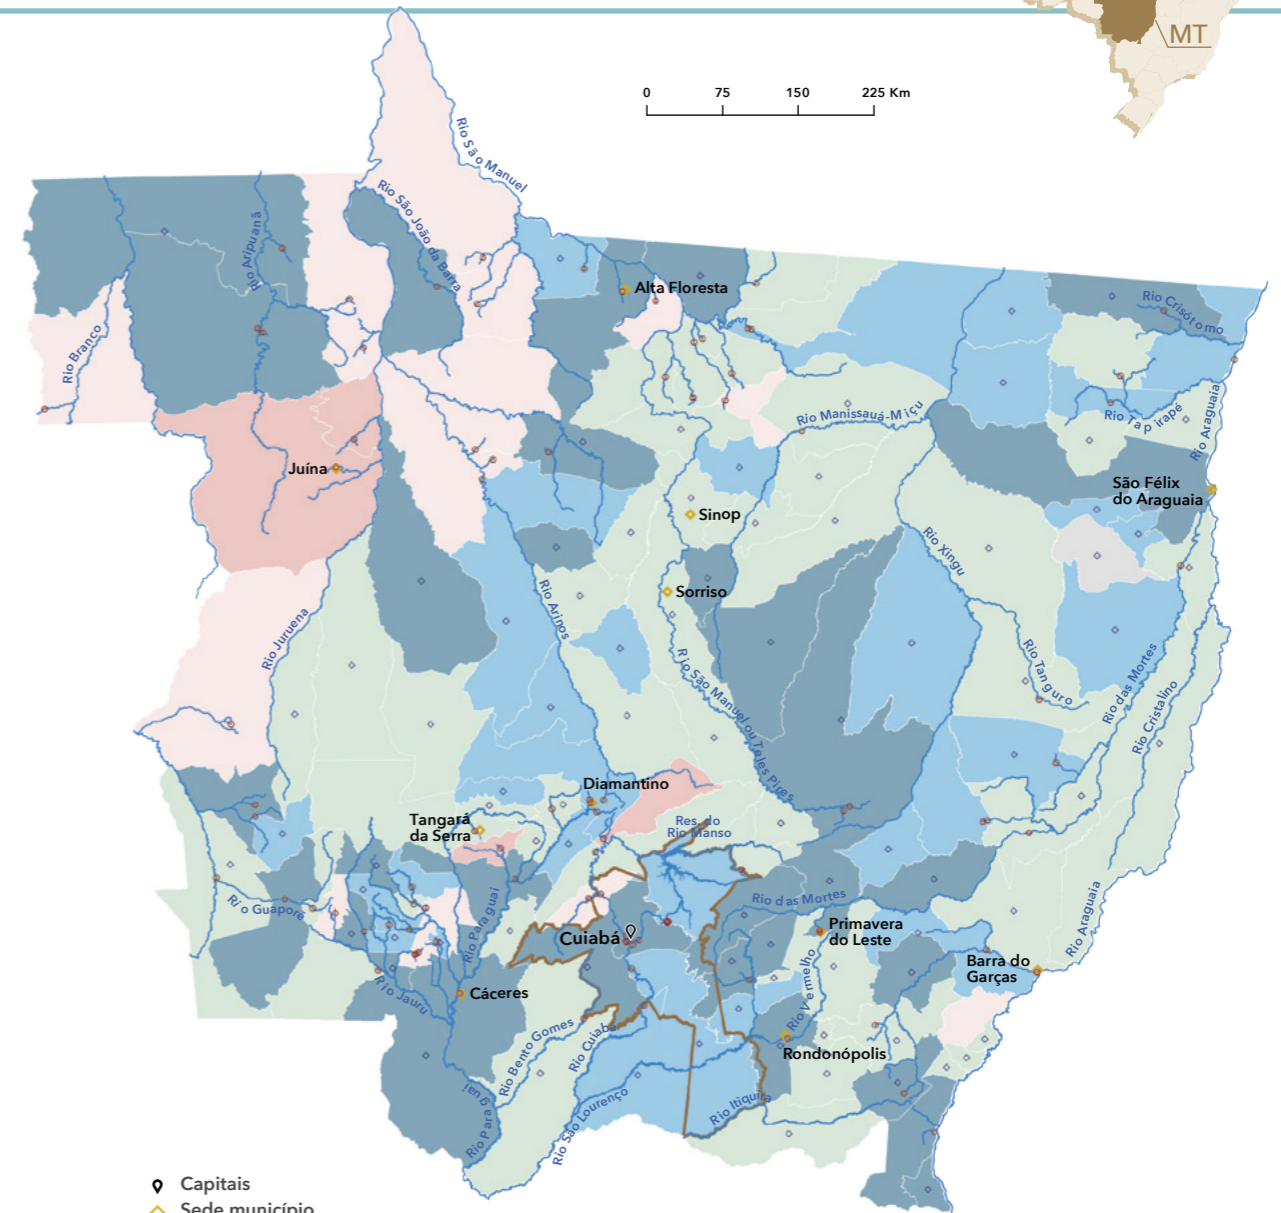 MT
0 75 150 225 Km
Rio São Manuel
Rio São João da Barra
Rio Aripuanã
Alta Floresta
Rio Crisótomo
Rio Branco
Rio Manissauá-Miçu
Rio Tapirapé
Rio Araguaia
Juína
São Félix
do Araguaia
Sinop
Rio Xingu
Sorriso
Rio Arinos
Rio Juruena
Rio Tanguro
Rio das Mortes
Rio Cristalino
Rio São Manuel ou Teles Pires
Diamantino
Tangará
da Serra
Res. do
Rio Manso
Rio Guaporé
Rio Paraguai
Rio das Mortes
Cuiabá
Primavera
do Leste
Rio Araguaia
Barra do
Garças
Rio Jauru
Cáceres
Rio Vermelho
Rio Bento Gomes
Rio Cuiabá
Rondonópolis
Rio Paraguai
Rio São Lourenço
Rio Itiquira
Capitais
Sede município